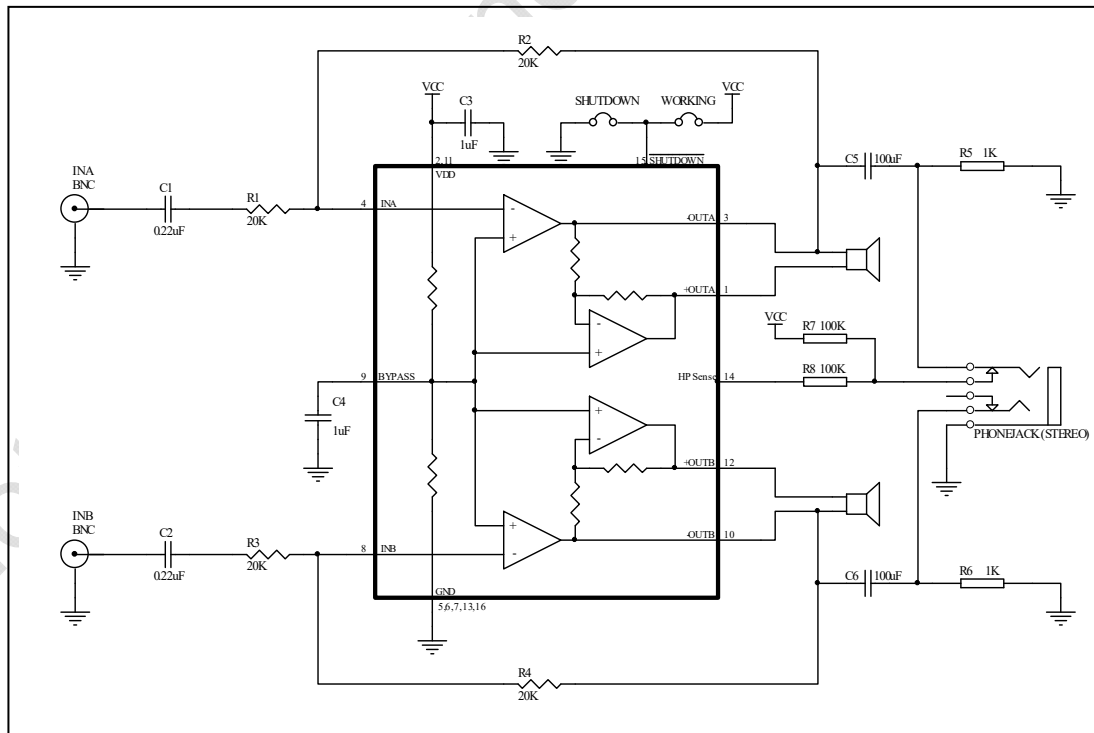 R2
20K
VCC
C3
1uF
SHUTDOWN
WORKING
VCC
2,11
VDD
15
SHUTDOWN
INA
BNC
C1
0.22uF
R1
20K
4
INA
-
+
-OUTA
3
C5
100uF
R5
1K
+OUTA
1
-
+
VCC
R7 100K
R8 100K
HP Sense
14
9
BYPASS
C4
1uF
+
-
PHONEJACK (STEREO)
+OUTB
12
INB
BNC
C2
0.22uF
R3
20K
8
INB
+
-
-OUTB
10
C6
100uF
R6
1K
GND
5,6,7,13,16
R4
20K